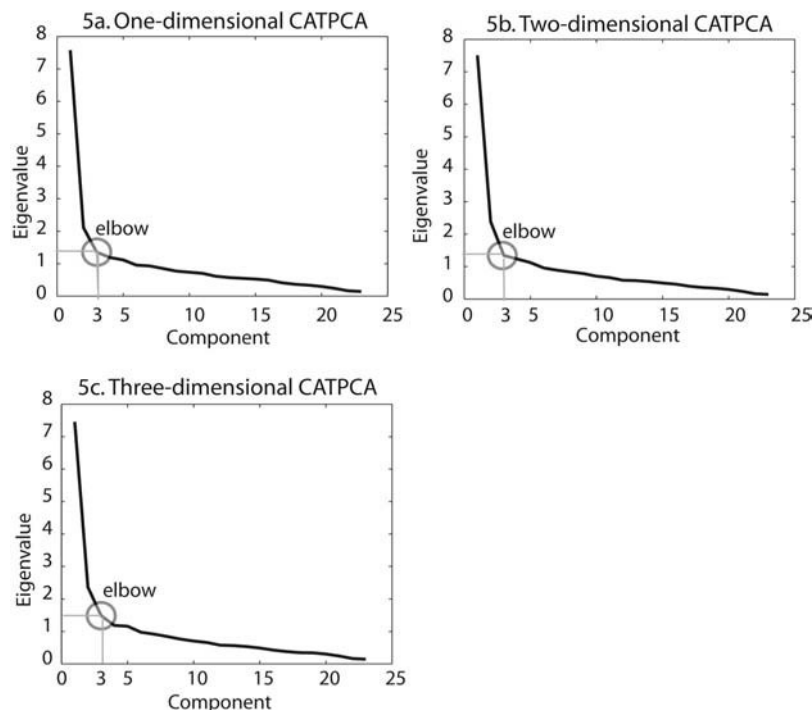 5a. One-dimensional CATPCA
8
7
6
5
4
3
2
1
0
Eigenvalue
elbow
0 3 5 10 15 20 25
Component
5b. Two-dimensional CATPCA
8
7
6
5
4
3
2
1
0
Eigenvalue
elbow
0 3 5 10 15 20 25
Component
5c. Three-dimensional CATPCA
8
7
6
5
4
3
2
1
0
Eigenvalue
elbow
0 3 5 10 15 20 25
Component